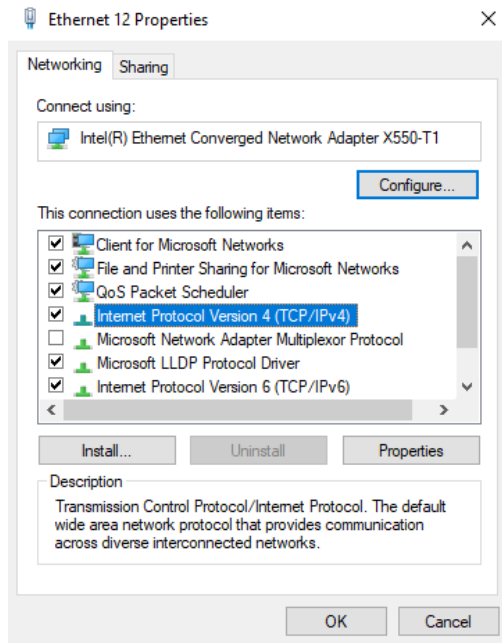 Ethernet 12 Properties
Networking
Sharing
Connect using:
Intel(R) Ethernet Converged Network Adapter X550-T1
Configure...
This connection uses the following items:
Client for Microsoft Networks
File and Printer Sharing for Microsoft Networks
QoS Packet Scheduler
Internet Protocol Version 4 (TCP/IPv4)
Microsoft Network Adapter Multiplexor Protocol
Microsoft LLDP Protocol Driver
Internet Protocol Version 6 (TCP/IPv6)
Install...
Uninstall
Properties
Description
Transmission Control Protocol/Internet Protocol. The default
wide area network protocol that provides communication
across diverse interconnected networks.
OK
Cancel